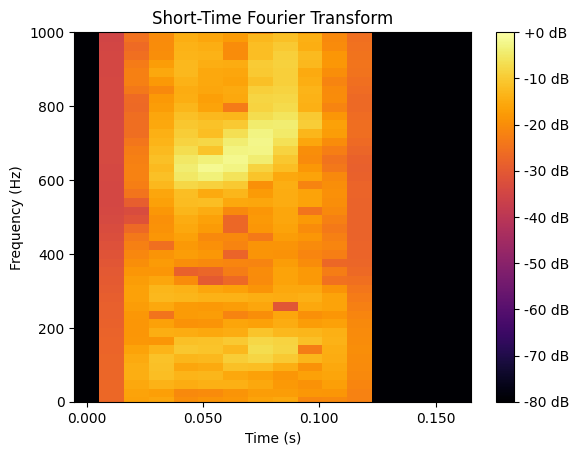 Short-Time Fourier Transform
Frequency (Hz)
1000
800
600
400
200
0
0.000
0.050
0.100
0.150
Time (s)
+0 dB
-10 dB
-20 dB
-30 dB
-40 dB
-50 dB
-60 dB
-70 dB
-80 dB